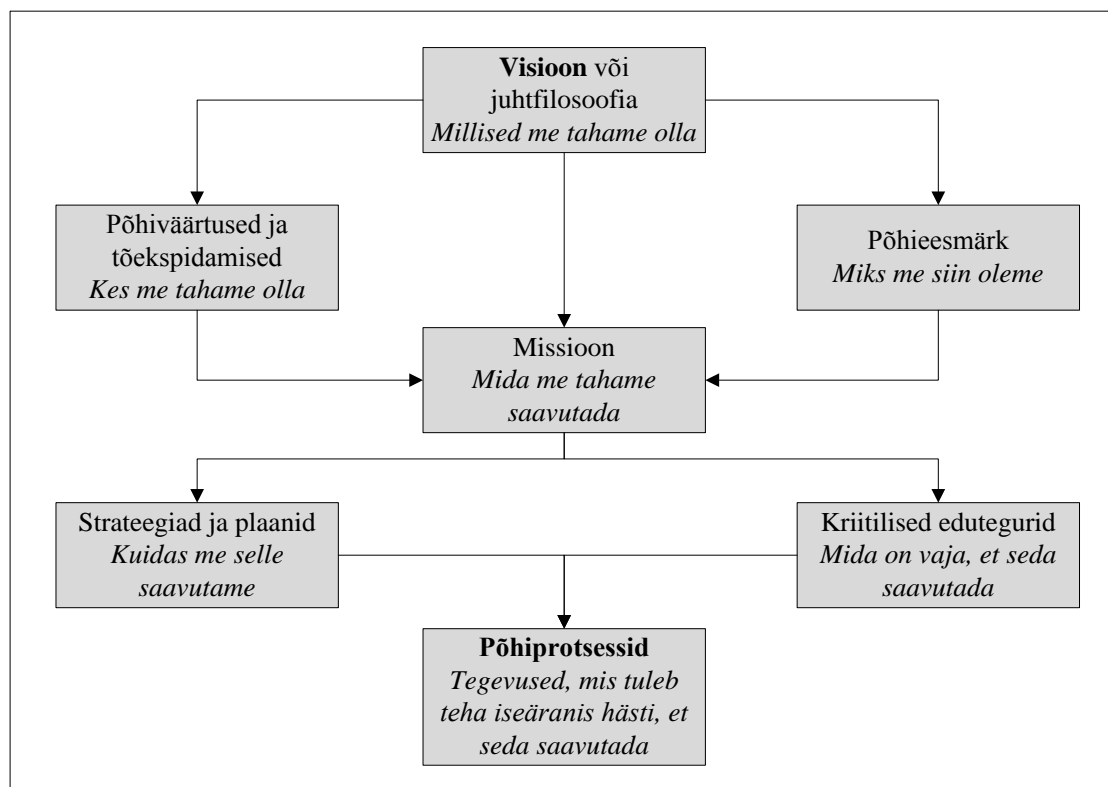 Visioon või
juhtfilosoofia
Millised me tahame olla
Põhiväärtused ja
tõekspidamised
Kes me tahame olla
Põhieesmärk
Miks me siin oleme
Missioon
Mida me tahame
saavutada
Strateegiad ja plaanid
Kuidas me selle
saavutame
Kriitilised edutegurid
Mida on vaja, et seda
saavutada
Põhiprotsessid
Tegevused, mis tuleb
teha iseäranis hästi, et
seda saavutada